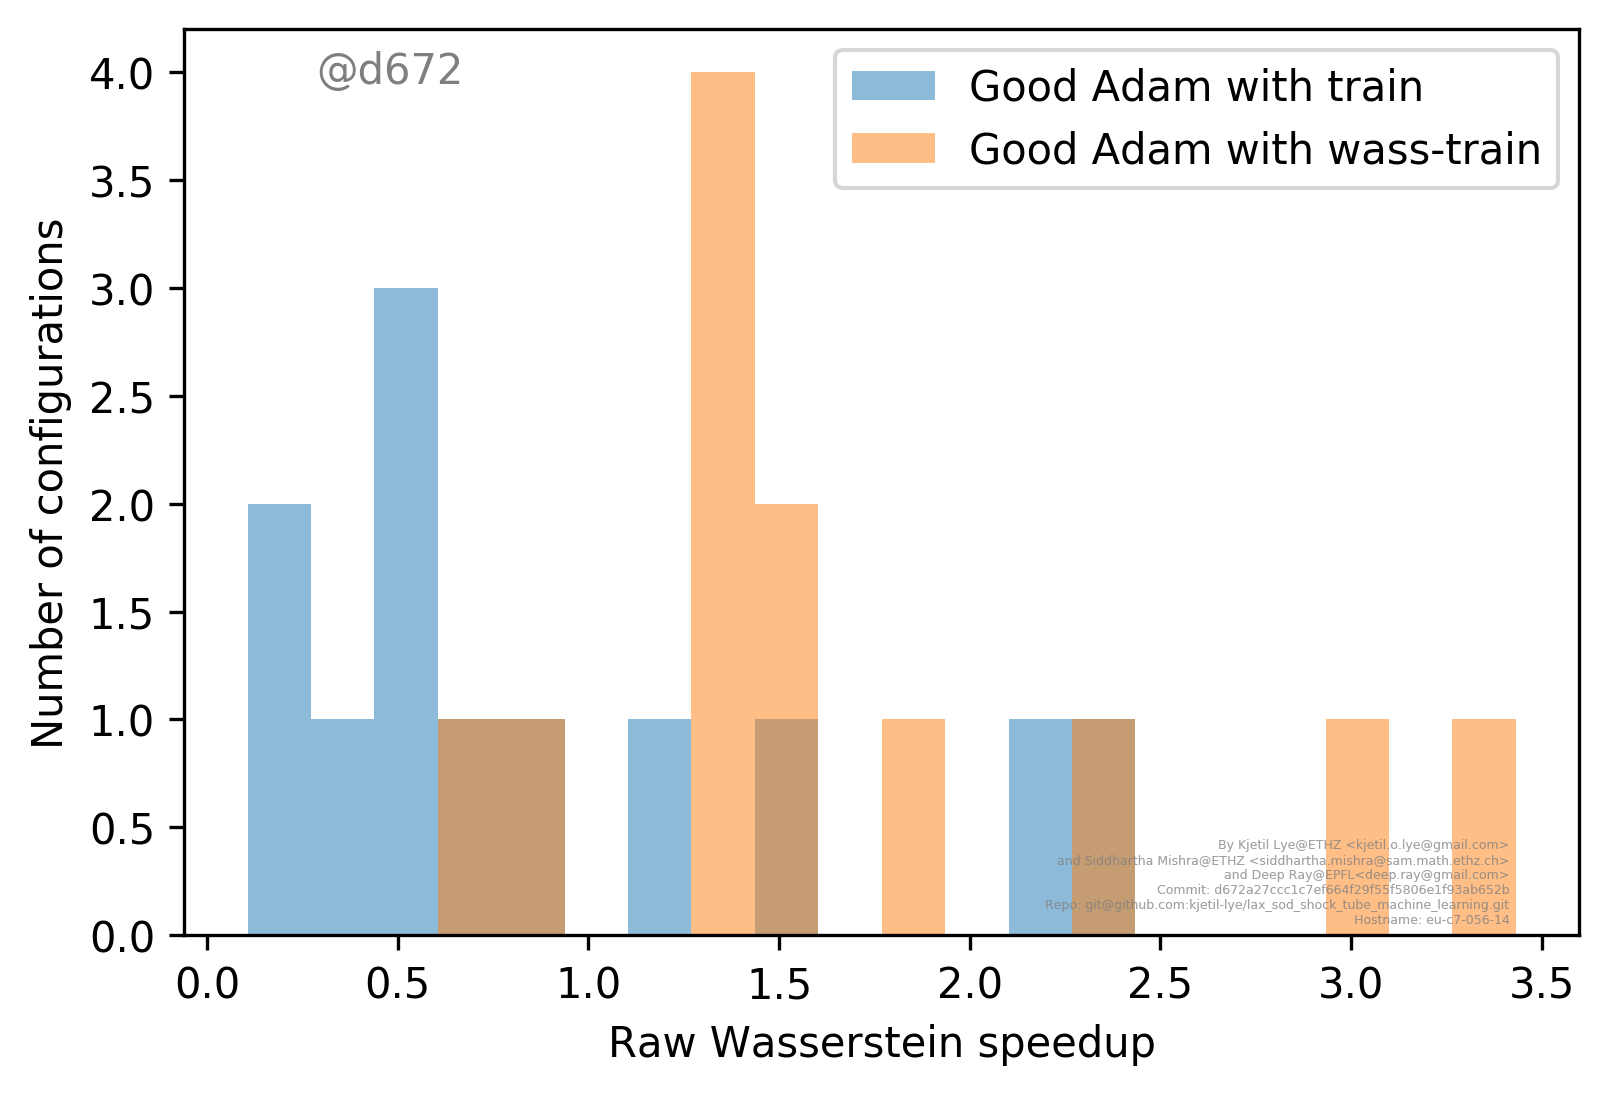 @d672
Good Adam with train
Good Adam with wass-train
4.0
3.5
3.0
2.5
2.0
1.5
1.0
0.5
0.0
Number of configurations
By Kjetil Lye@ETHZ <kjetil.o.lye@gmail.com>
and Siddhartha Mishra@ETHZ <siddhartha.mishra@sam.math.ethz.ch>
and Deep Ray@EPFL<deep.ray@gmail.com>
Commit: d672a27ccc1c7ef664f29f55f5806e1f93ab652b
Repo: git@github.com:kjetil-lye/lax_sod_shock_tube_machine_learning.git
Hostname: eu-c7-056-14
0.0 0.5 1.0 1.5 2.0 2.5 3.0 3.5
Raw Wasserstein speedup